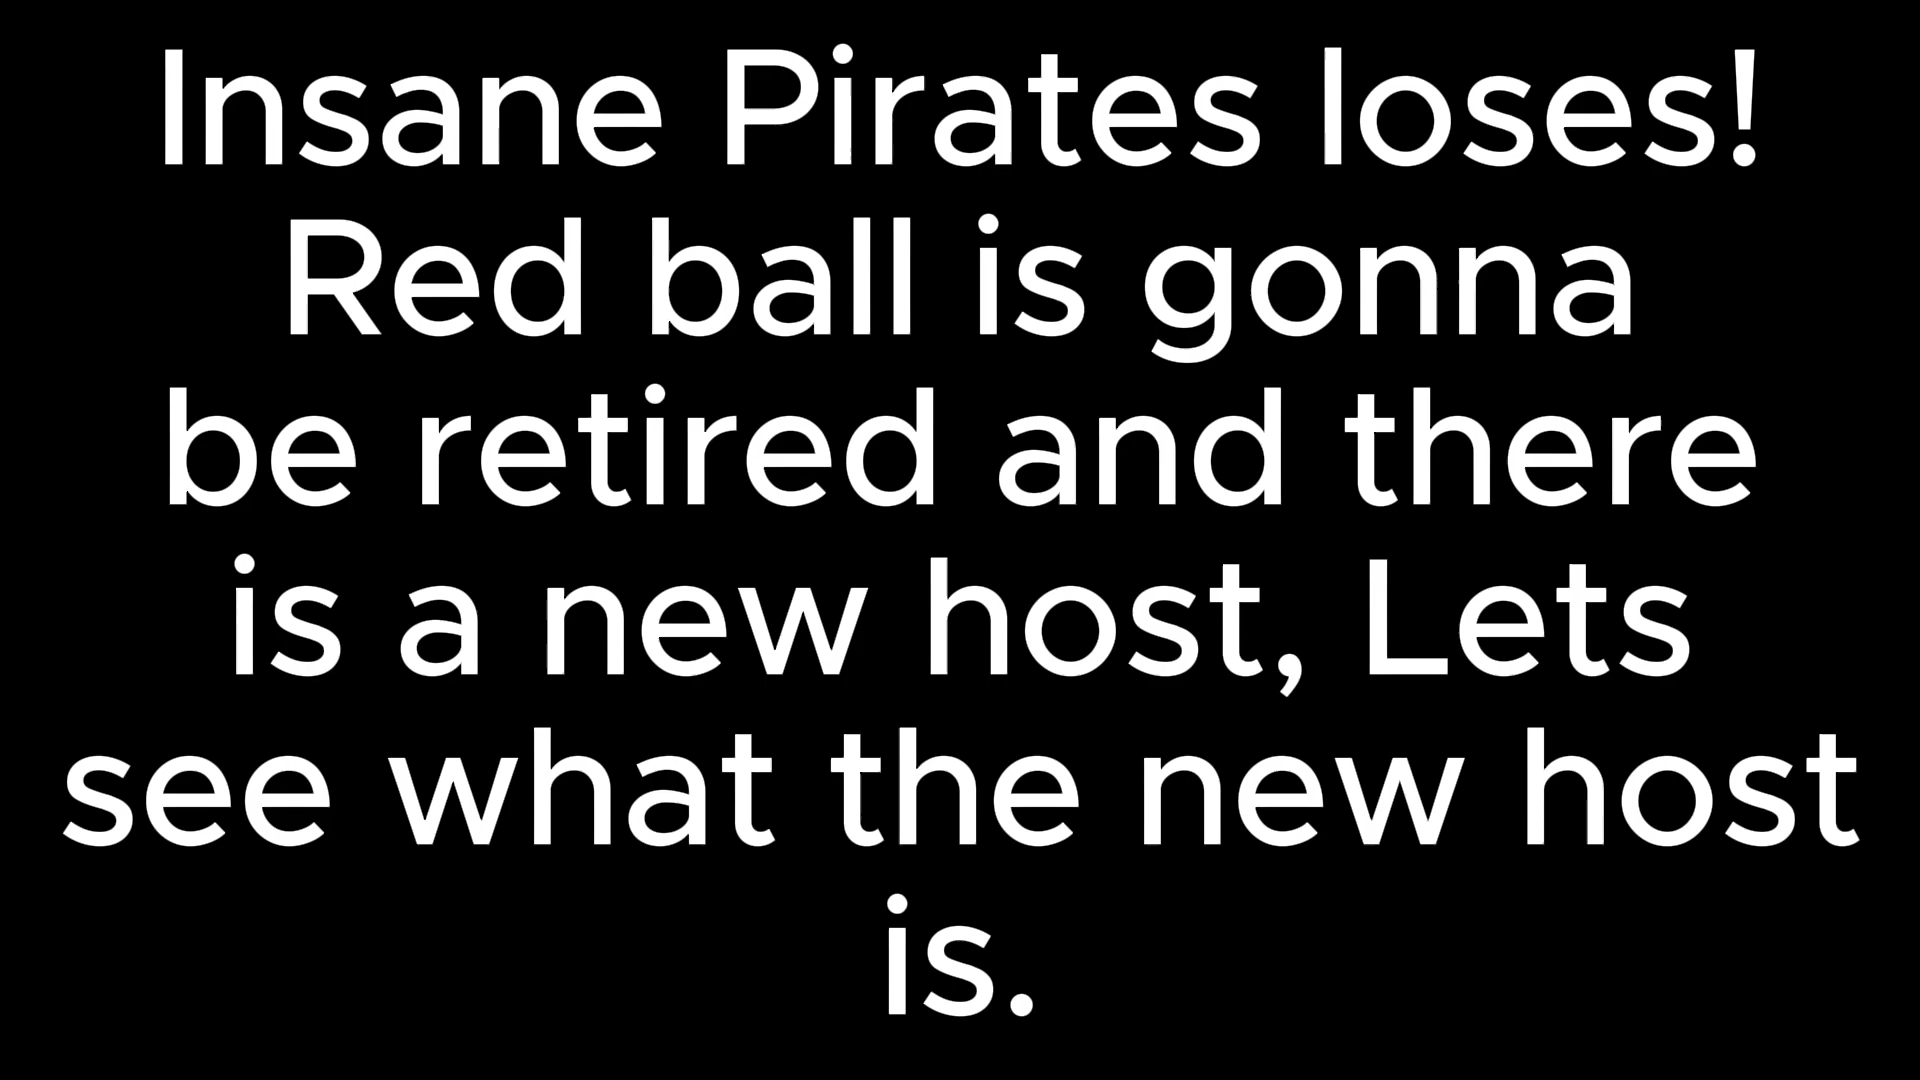 Insane Pirates loses!
Red ball is gonna
be retired and there
is a new host, Lets
see what the new host
is.